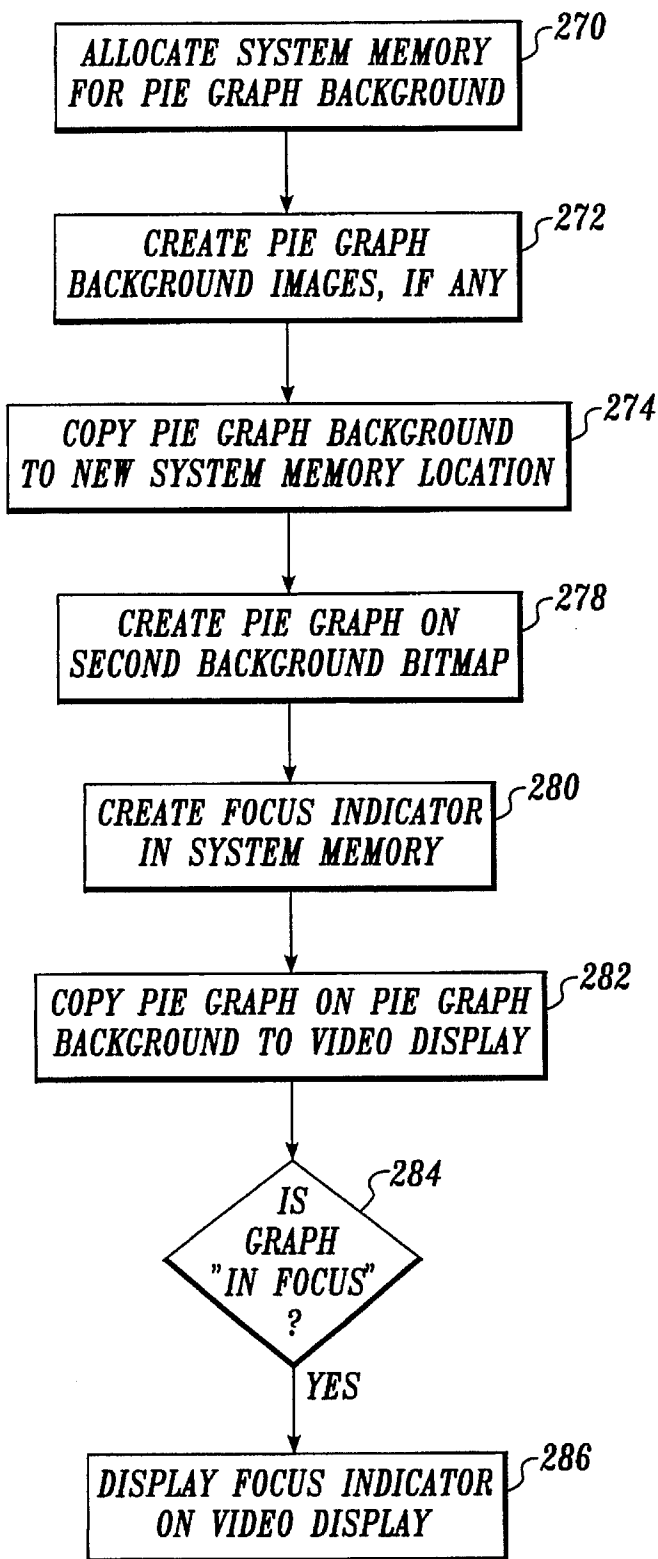 270
ALLOCATE SYSTEM MEMORY
FOR PIE GRAPH BACKGROUND
272
CREATE PIE GRAPH
BACKGROUND IMAGES, IF ANY
274
COPY PIE GRAPH BACKGROUND
TO NEW SYSTEM MEMORY LOCATION
278
CREATE PIE GRAPH ON
SECOND BACKGROUND BITMAP
280
CREATE FOCUS INDICATOR
IN SYSTEM MEMORY
282
COPY PIE GRAPH ON PIE GRAPH
BACKGROUND TO VIDEO DISPLAY
284
IS
GRAPH
"IN FOCUS"
?
YES
286
DISPLAY FOCUS INDICATOR
ON VIDEO DISPLAY